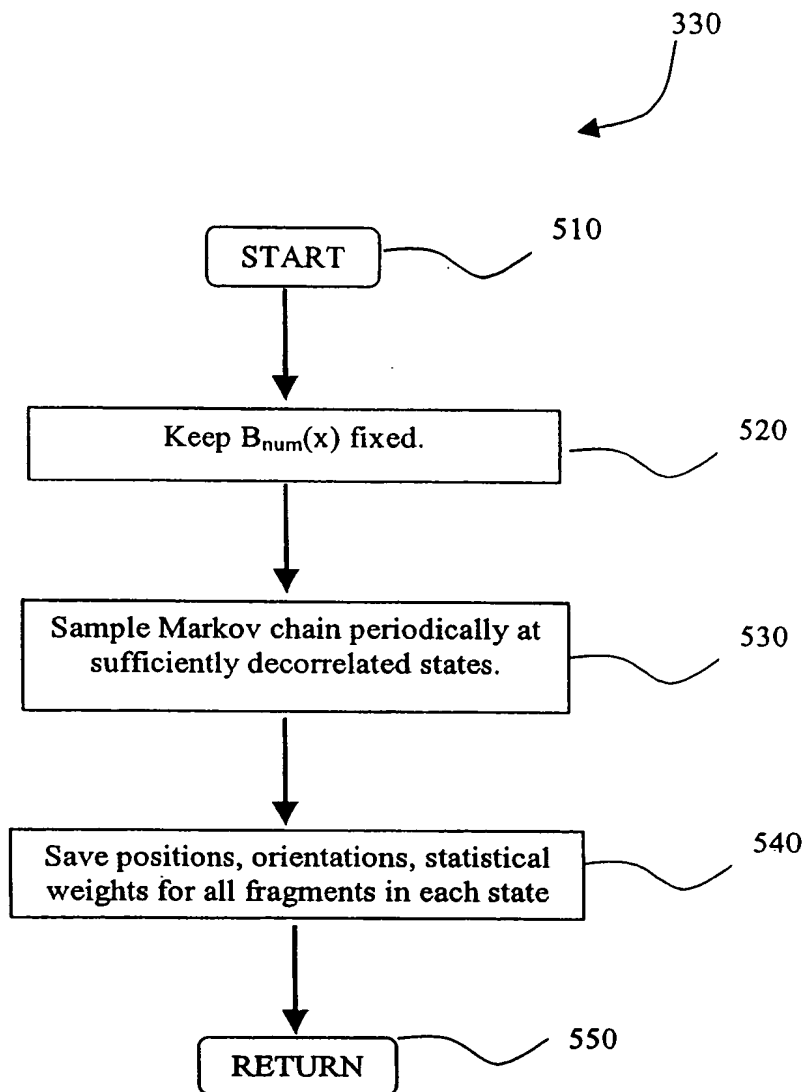 330
START
510
Keep Bnum(x) fixed.
520
Sample Markov chain periodically at
sufficiently decorrelated states.
530
Save positions, orientations, statistical
weights for all fragments in each state
540
RETURN
550